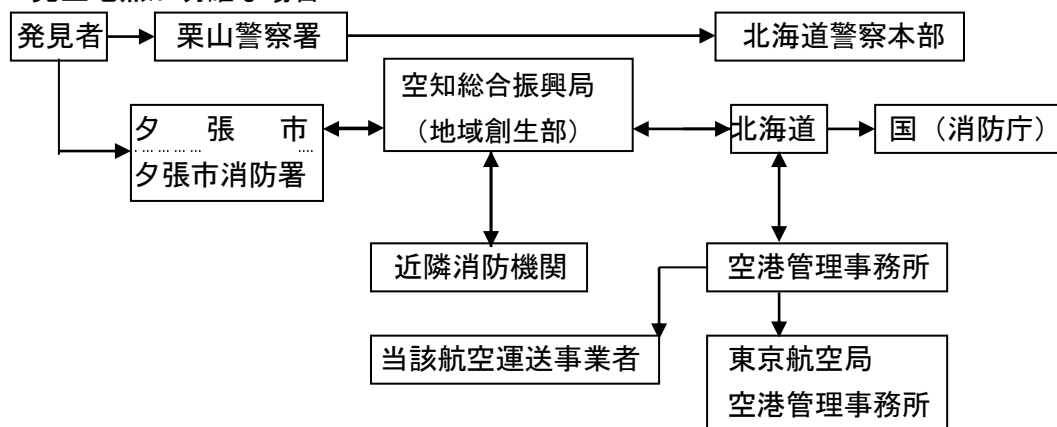 発見者
栗山警察署
北海道警察本部
夕 張 市
夕張市消防署
空知総合振興局
（地域創生部）
北海道
国（消防庁）
近隣消防機関
空港管理事務所
当該航空運送事業者
東京航空局
空港管理事務所